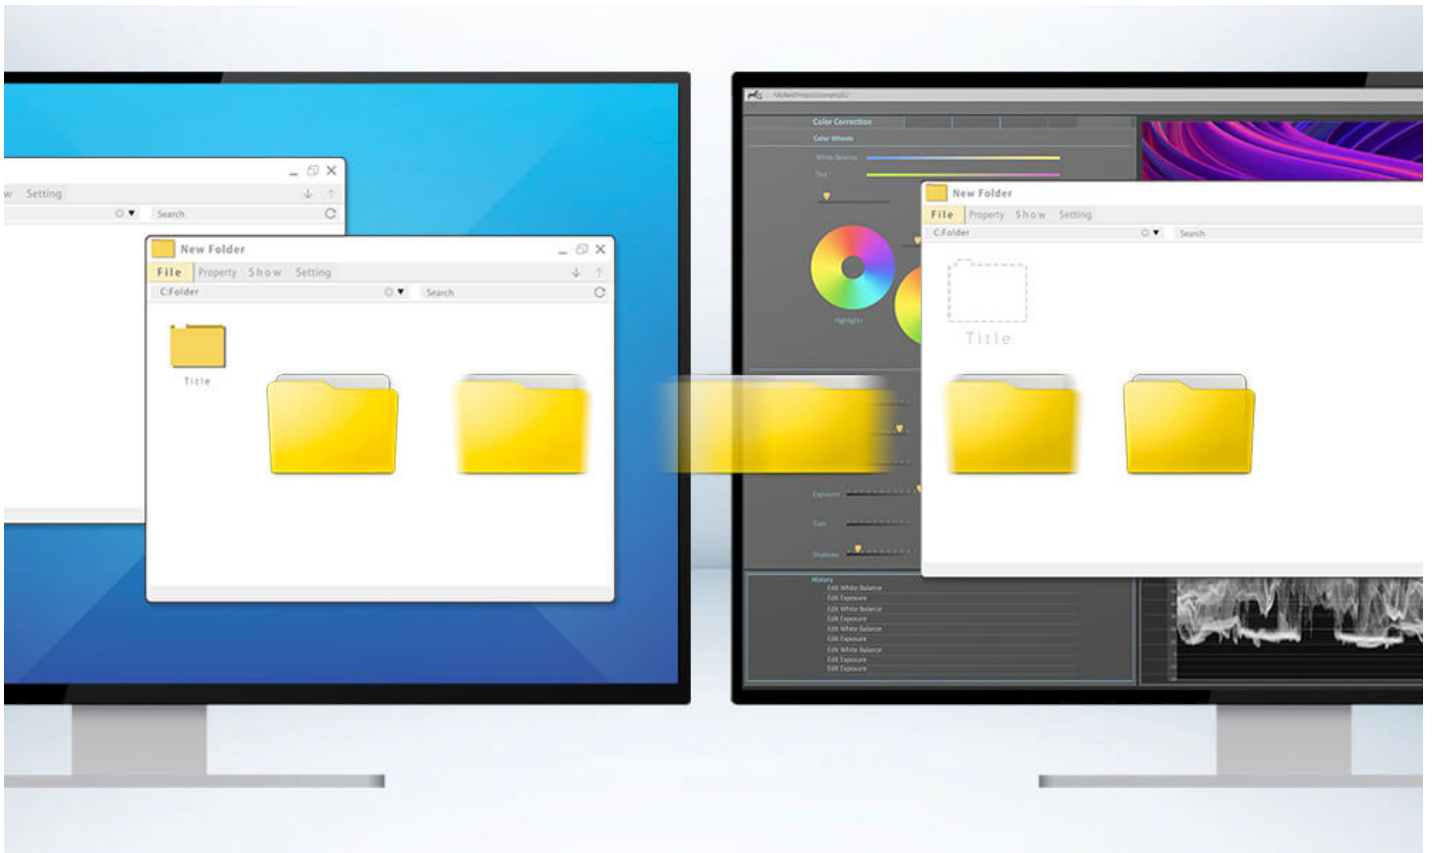 w Setting
Search
New Folder
File Property Show Setting
C:Folder Search
Title
Color Correction
Color Wheels
White Balance
Tint
Highlights
Exposure
Gain
Shadows
History
Edit White Balance
Edit Exposure
Edit White Balance
Edit Exposure
Edit White Balance
Edit Exposure
Edit White Balance
Edit Exposure
Edit Exposure
New Folder
File Property Show Setting
C:Folder Search
Title